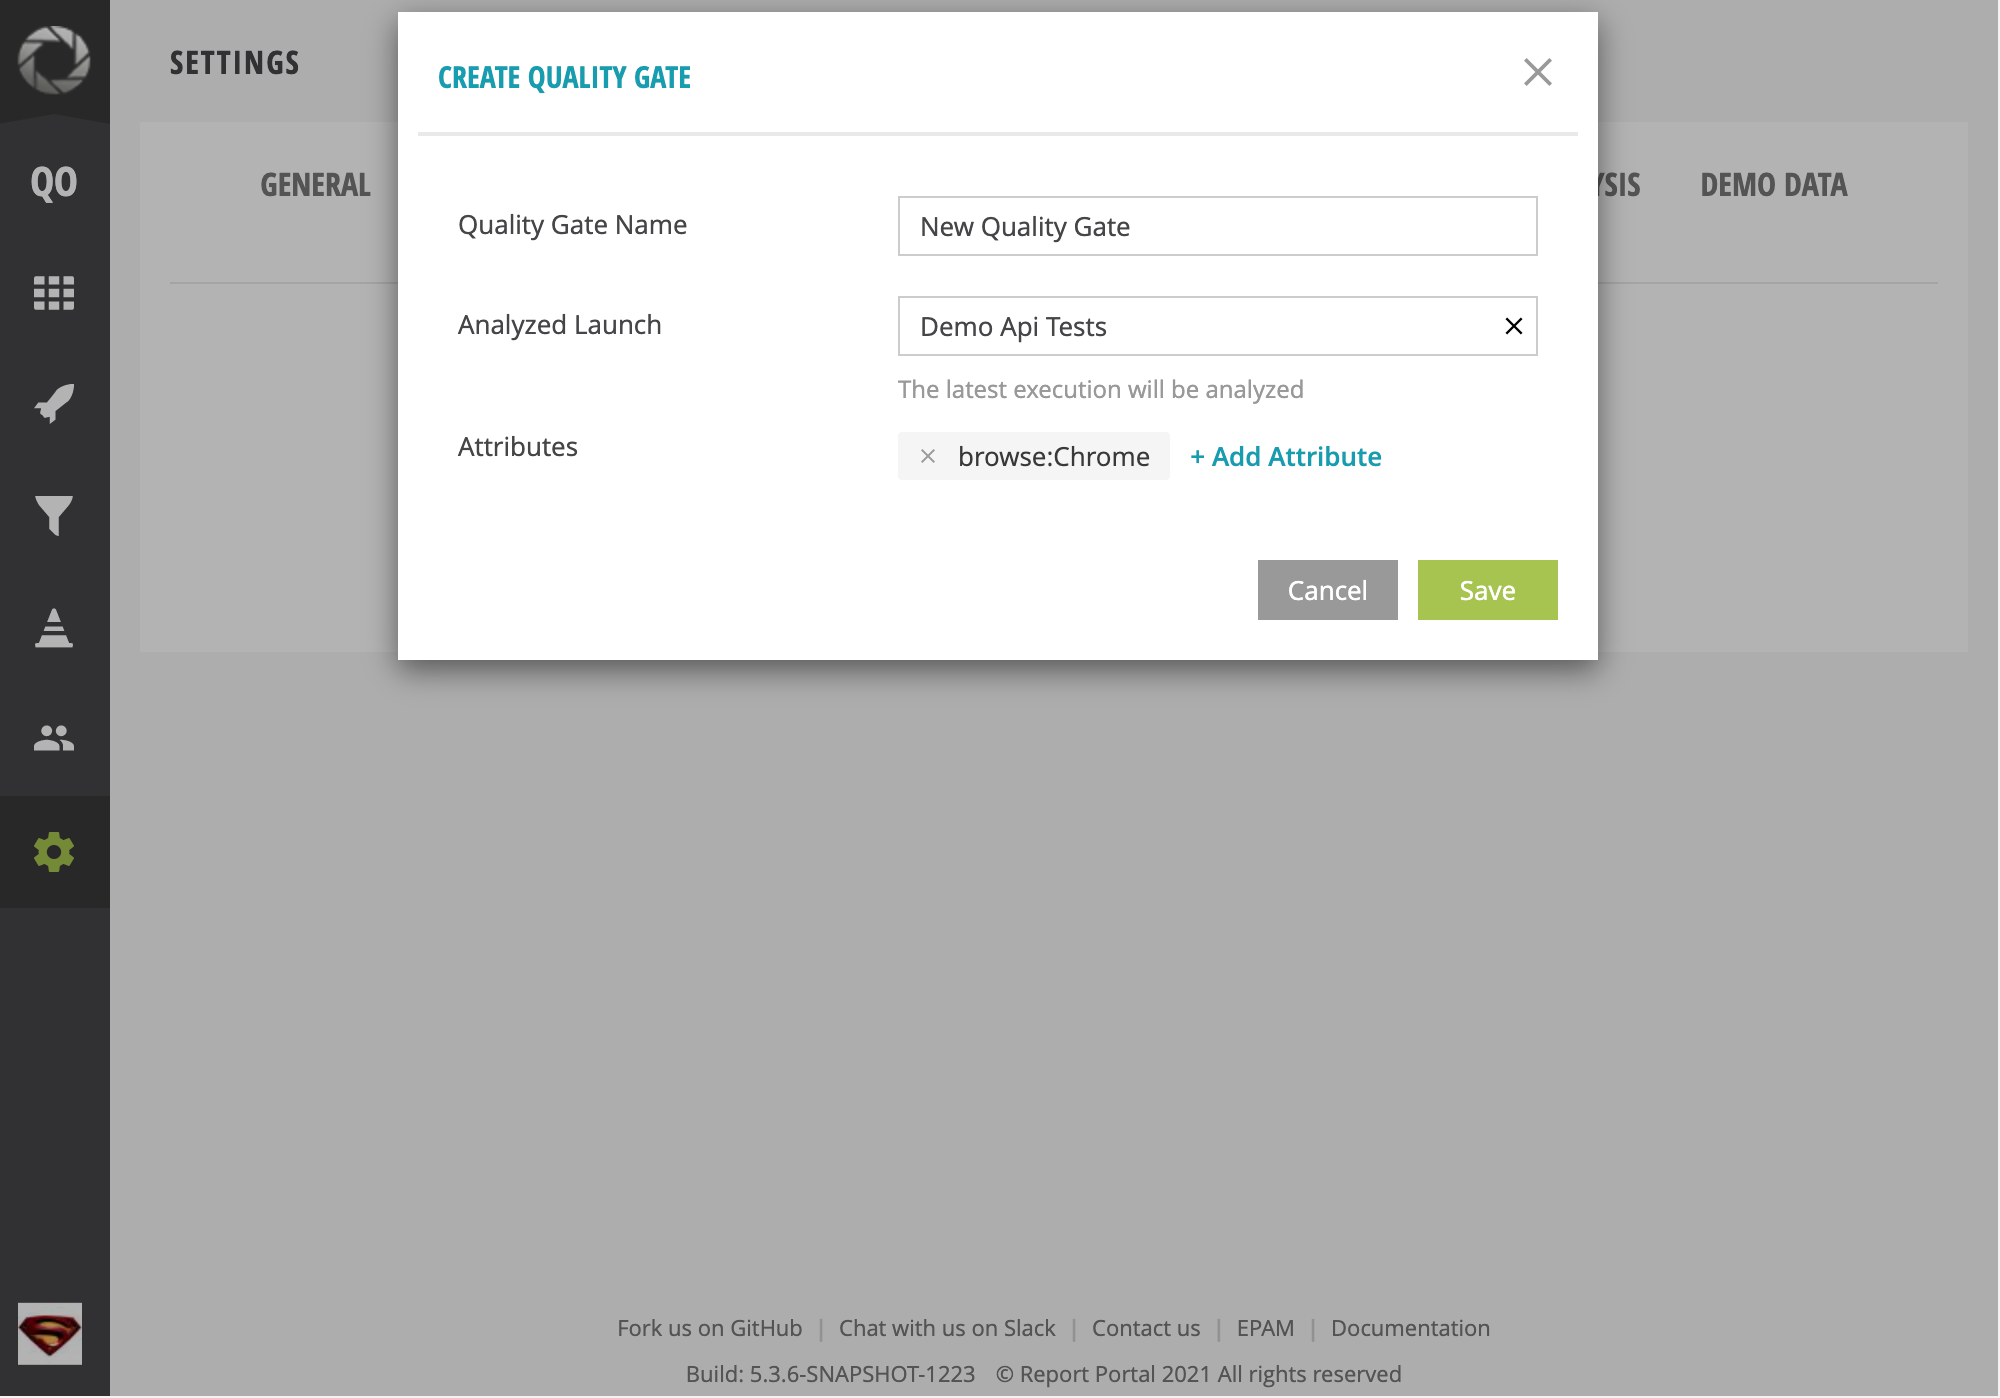 SETTINGS
CREATE QUALITY GATE
QO
GENERAL
DEMO DATA
Quality Gate Name
New Quality Gate
Analyzed Launch
Demo Api Tests
The latest execution will be analyzed
Attributes
browse:Chrome
+ Add Attribute
Cancel
Save
Fork us on GitHub | Chat with us on Slack | Contact us | EPAM | Documentation
Build: 5.3.6-SNAPSHOT-1223 © Report Portal 2021 All rights reserved